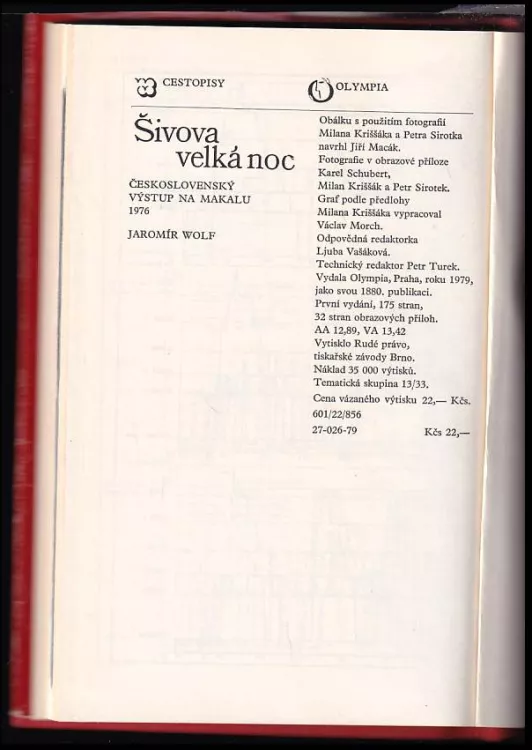 CESTOPISY
Šivova
velká noc
ČESKOSLOVENSKÝ
VÝSTUP NA MAKALU
1976
JAROMÍR WOLF
OLYMPIA
Obálku s použitím fotografií
Milana Kriššáka a Petra Sirotka
navrhl Jiří Macák.
Fotografie v obrazové příloze
Karel Schubert,
Milan Kriššák a Petr Sirotek.
Graf podle předlohy
Milana Kriššáka vypracoval
Václav Morch.
Odpovědná redaktorka
Ljuba Vašáková.
Technický redaktor Petr Turek.
Vydala Olympia, Praha, roku 1979,
jako svou 1880. publikaci.
První vydání, 175 stran,
32 stran obrazových příloh.
AA 12,89, VA 13,42
Vytisklo Rudé právo,
tiskařské závody Brno.
Náklad 35 000 výtisků.
Tematická skupina 13/33.
Cena vázaného výtisku 22,— Kčs.
601/22/856
27-026-79 Kčs 22,—